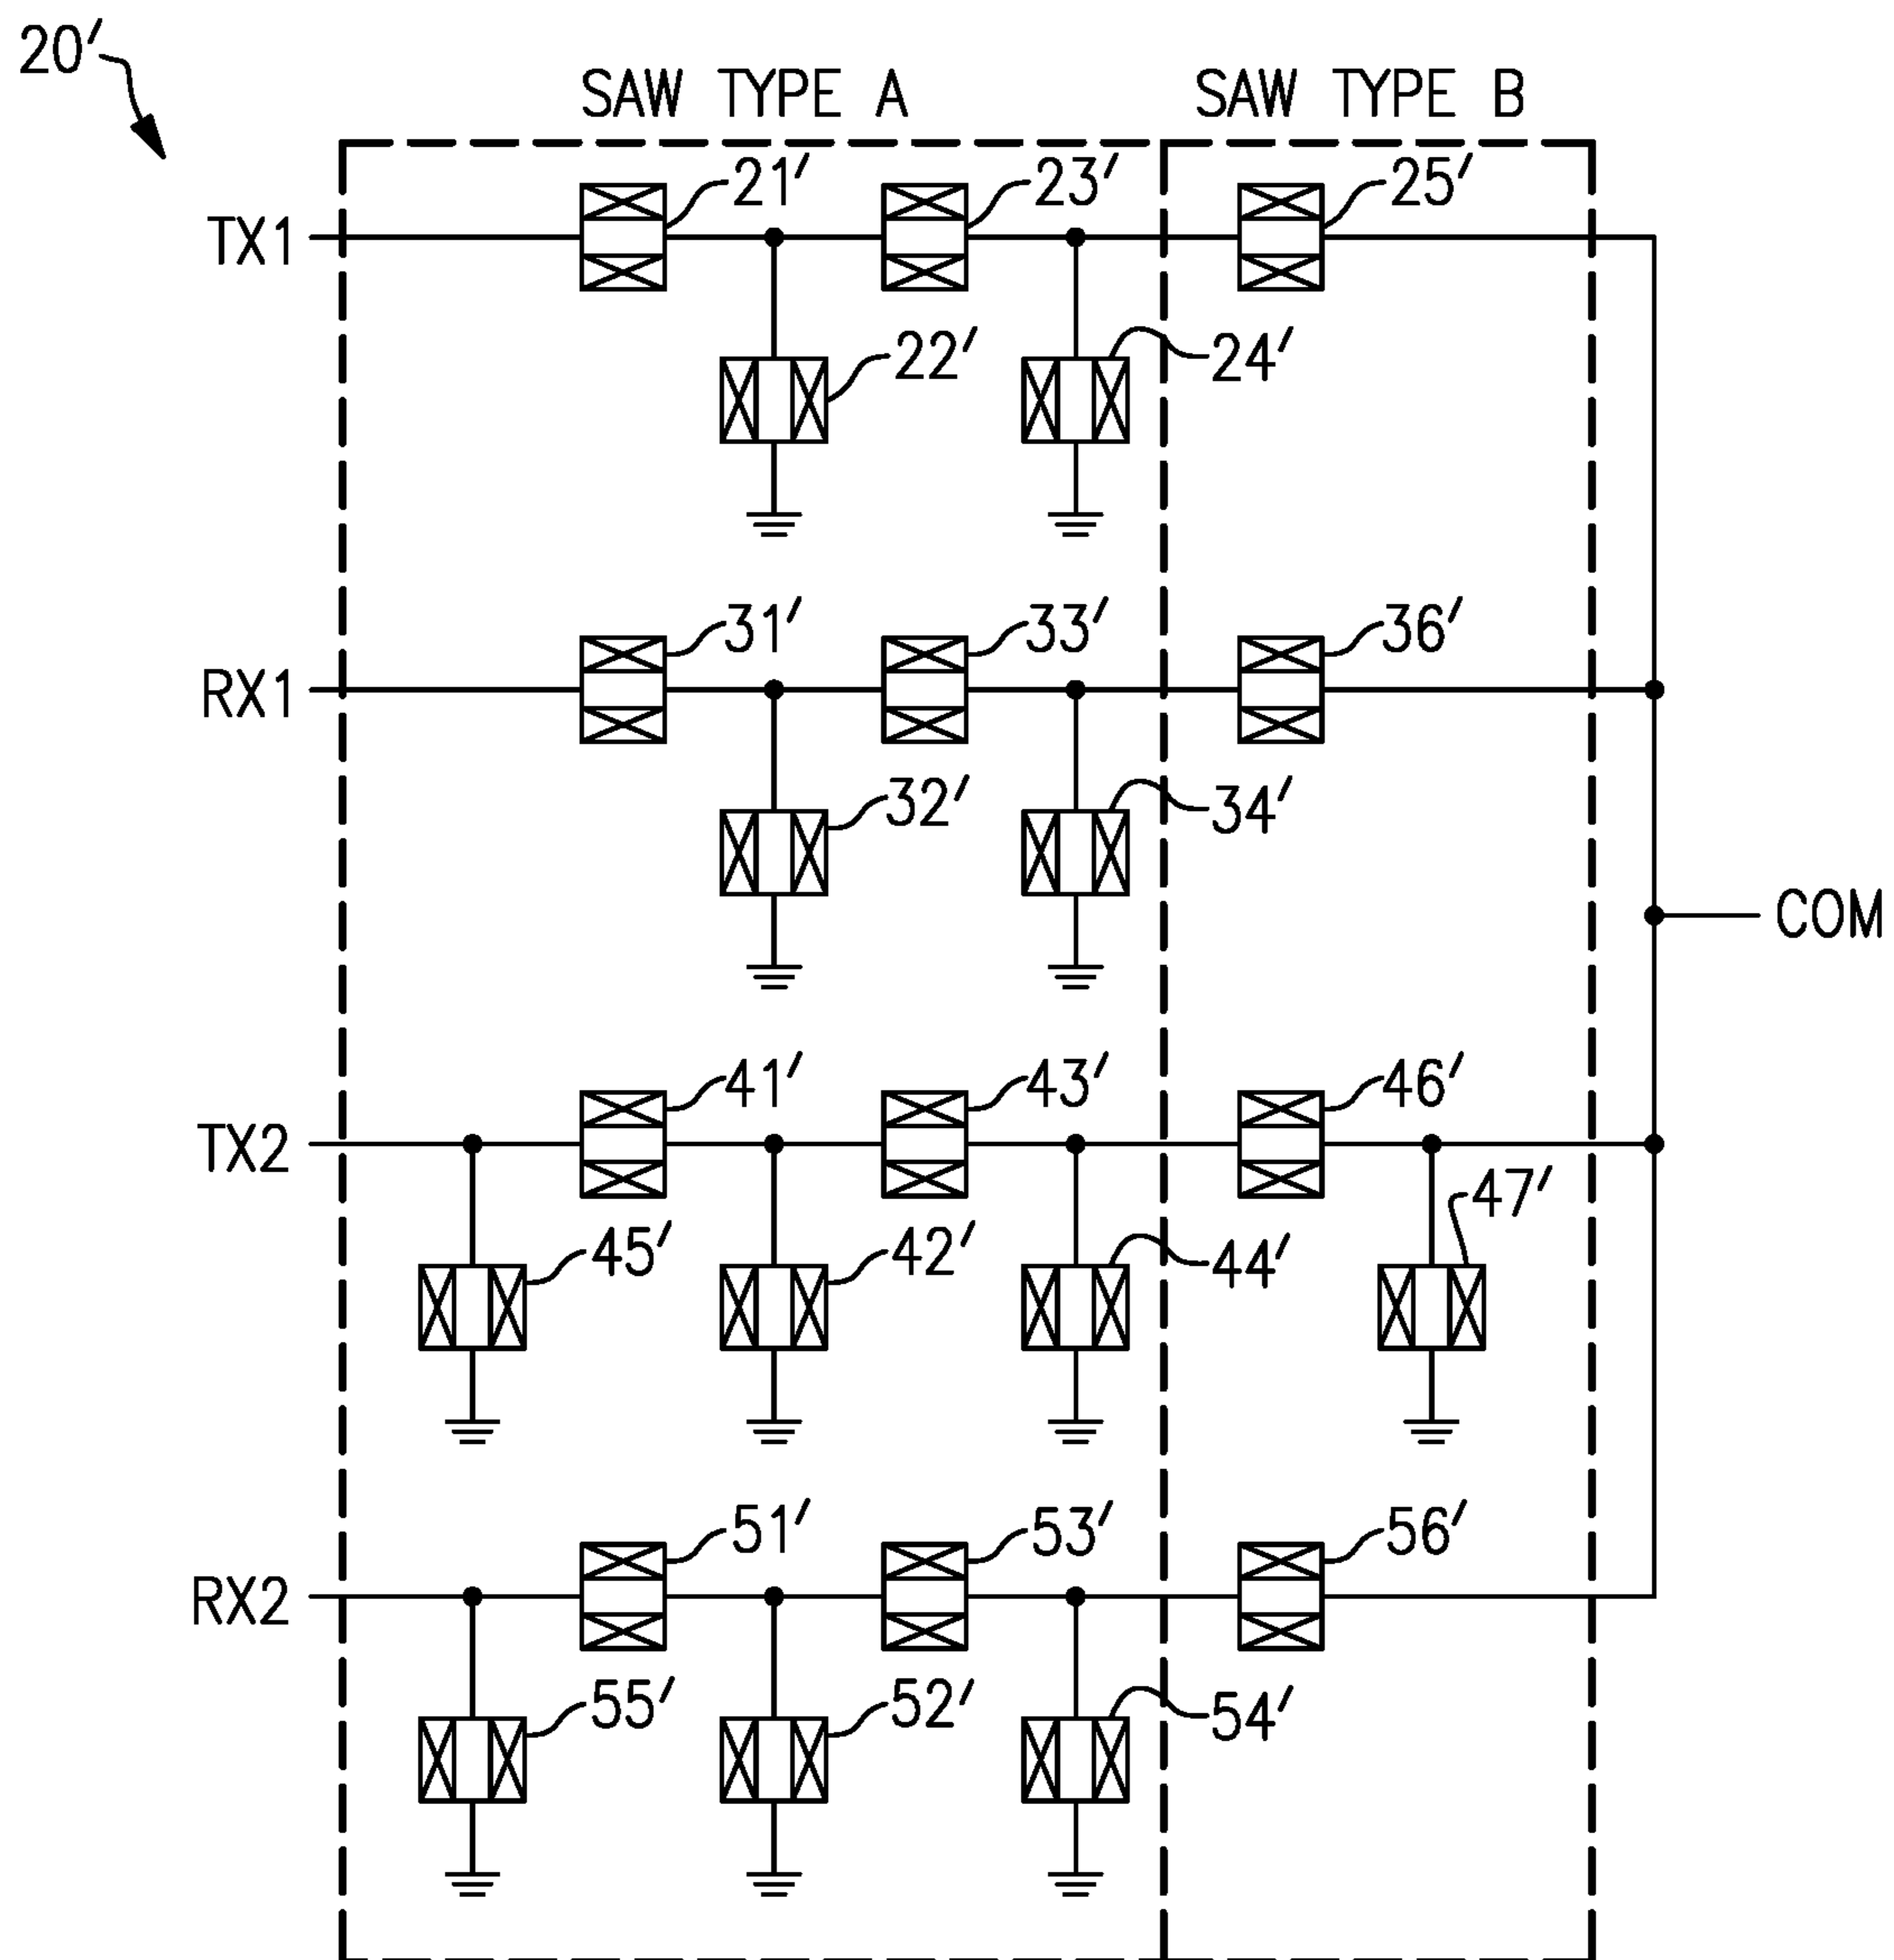 20′
SAW TYPE A SAW TYPE B
21′ 23′ 25′
TX1
22′ 24′
31′ 33′ 36′
RX1
32′ 34′
COM
41′ 43′ 46′
TX2
47′
45′ 42′ 44′
51′ 53′ 56′
RX2
55′ 52′ 54′